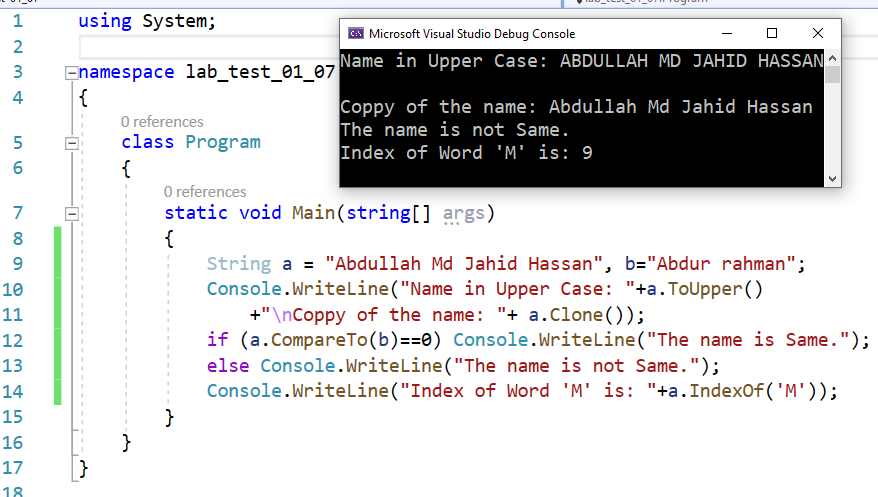 using System;
Microsoft Visual Studio Debug Console
Name in Upper Case: ABDULLAH MD JAHID HASSAN
Coppy of the name: Abdullah Md Jahid Hassan
The name is not Same.
Index of Word 'M' is: 9
1
2
3 namespace lab_test_01_07
4 {
0 references
5 class Program
6 {
0 references
7 static void Main(string[] args)
8 {
9 String a = "Abdullah Md Jahid Hassan", b="Abdur rahman";
10 Console.WriteLine("Name in Upper Case: "+a.ToUpper()
11 +"\nCoppy of the name: "+ a.Clone());
12 if (a.CompareTo(b)==0) Console.WriteLine("The name is Same.");
13 else Console.WriteLine("The name is not Same.");
14 Console.WriteLine("Index of Word 'M' is: "+a.IndexOf('M'));
15 }
16 }
17 }
18